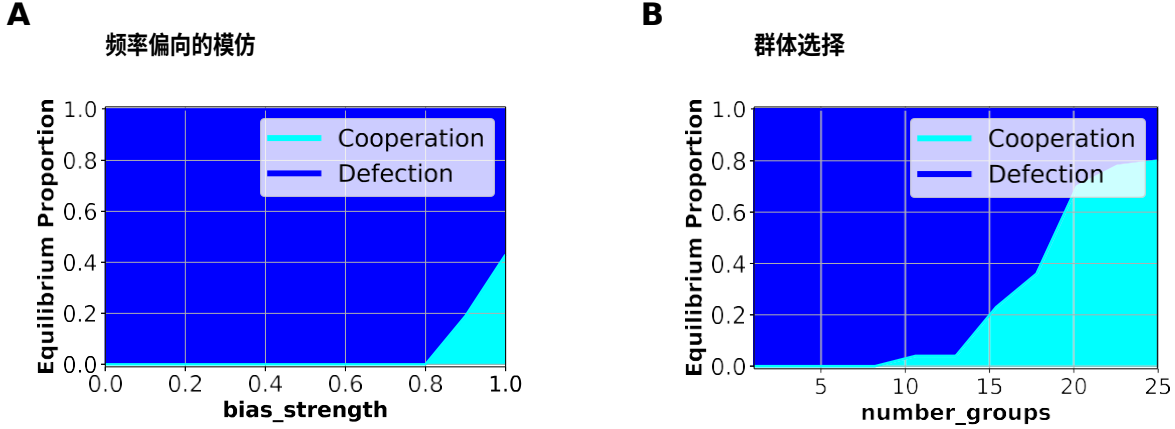 A
频率偏向的模仿
Equilibrium Proportion
1.0
0.8
0.6
0.4
0.2
0.0
Cooperation
Defection
0.0 0.2 0.4 0.6 0.8 1.0
bias_strength
B
群体选择
Equilibrium Proportion
1.0
0.8
0.6
0.4
0.2
0.0
Cooperation
Defection
5 10 15 20 25
number_groups